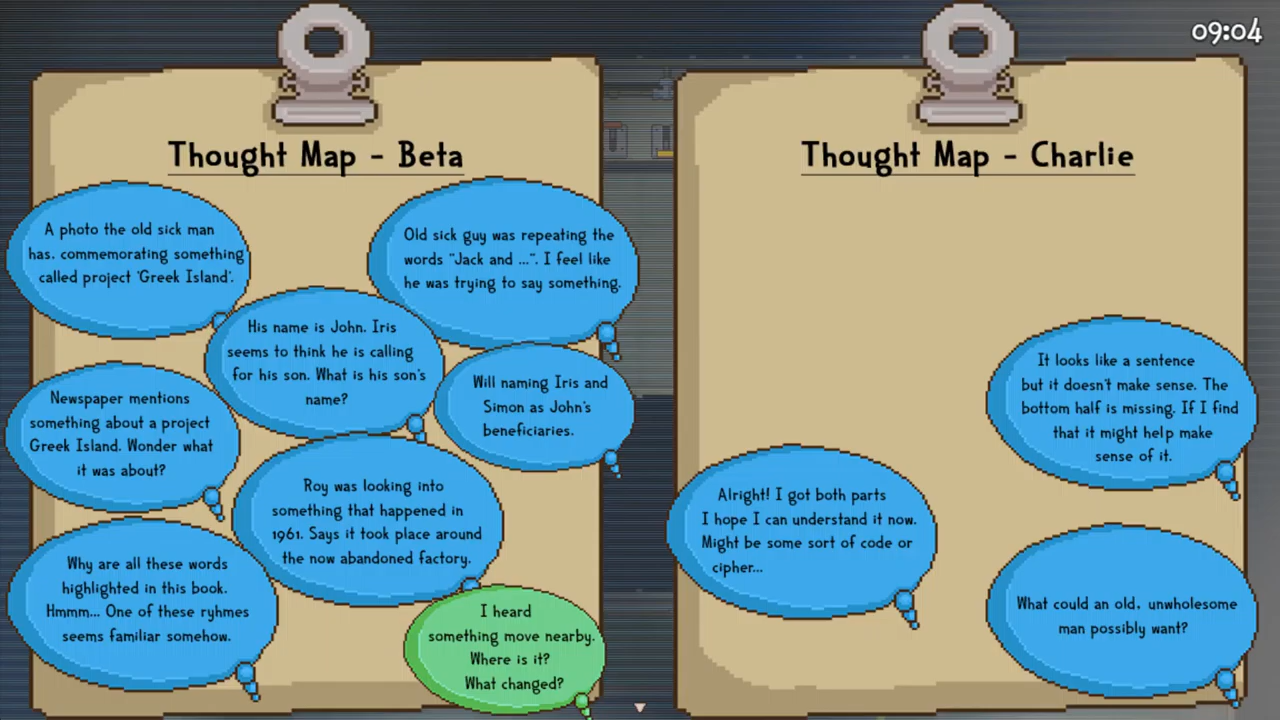 09:04
Thought Map - Beta
A photo the old sick man
has, commemorating something
called project 'Greek Island'.
Old sick guy was repeating the
words "Jack and ...". I feel like
he was trying to say something.
His name is John. Iris
seems to think he is calling
for his son. What is his son's
name?
Newspaper mentions
something about a project
Greek Island. Wonder what
it was about?
Will naming Iris and
Simon as John's
beneficiaries.
Roy was looking into
something that happened in
1961. Says it took place around
the now abandoned factory.
Why are all these words
highlighted in this book.
Hmmm... One of these ryhmes
seems familiar somehow.
I heard
something move nearby.
Where is it?
What changed?
Thought Map - Charlie
It looks like a sentence
but it doesn't make sense. The
bottom half is missing. If I find
that it might help make
sense of it.
Alright! I got both parts
I hope I can understand it now.
Might be some sort of code or
cipher...
What could an old, unwholesome
man possibly want?